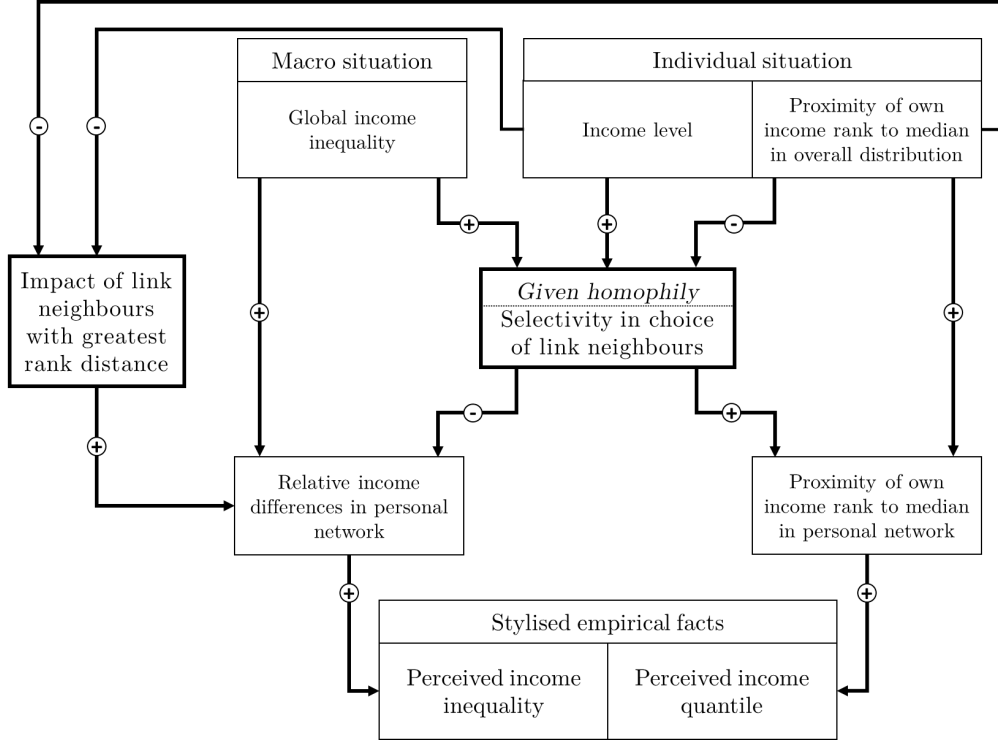 Macro situation
Global income
inequality
Individual situation
Income level
Proximity of own
income rank to median
in overall distribution
-
-
+
+
-
Impact of link
neighbours
with greatest
rank distance
Given homophily
Selectivity in choice
of link neighbours
+
+
-
+
+
Relative income
differences in personal
network
Proximity of own
income rank to median
in personal network
+
+
Stylised empirical facts
Perceived income
inequality
Perceived income
quantile